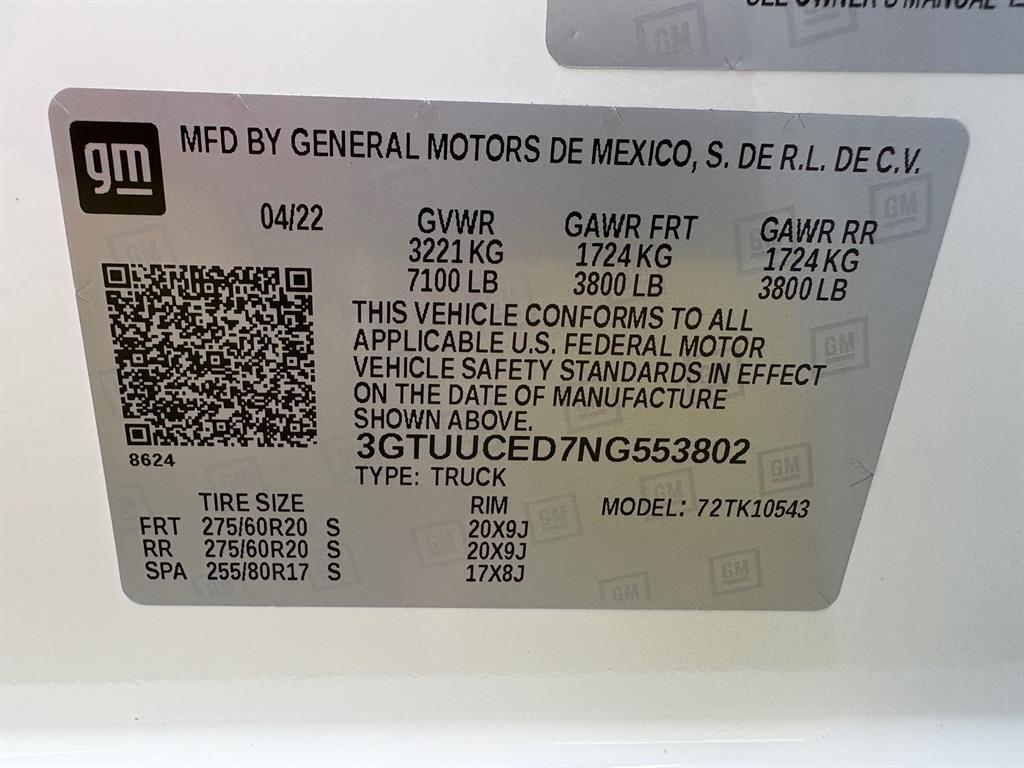 SEE OWNER'S MANUAL
gm
MFD BY GENERAL MOTORS DE MEXICO, S. DE R.L. DE C.V.
04/22 GVWR GAWR FRT GAWR RR
3221 KG 1724 KG 1724 KG
7100 LB 3800 LB 3800 LB
THIS VEHICLE CONFORMS TO ALL
APPLICABLE U.S. FEDERAL MOTOR
VEHICLE SAFETY STANDARDS IN EFFECT
ON THE DATE OF MANUFACTURE
SHOWN ABOVE.
3GTUUCED7NG553802
8624
TYPE: TRUCK
TIRE SIZE RIM MODEL: 72TK10543
FRT 275/60R20 S 20X9J
RR 275/60R20 S 20X9J
SPA 255/80R17 S 17X8J